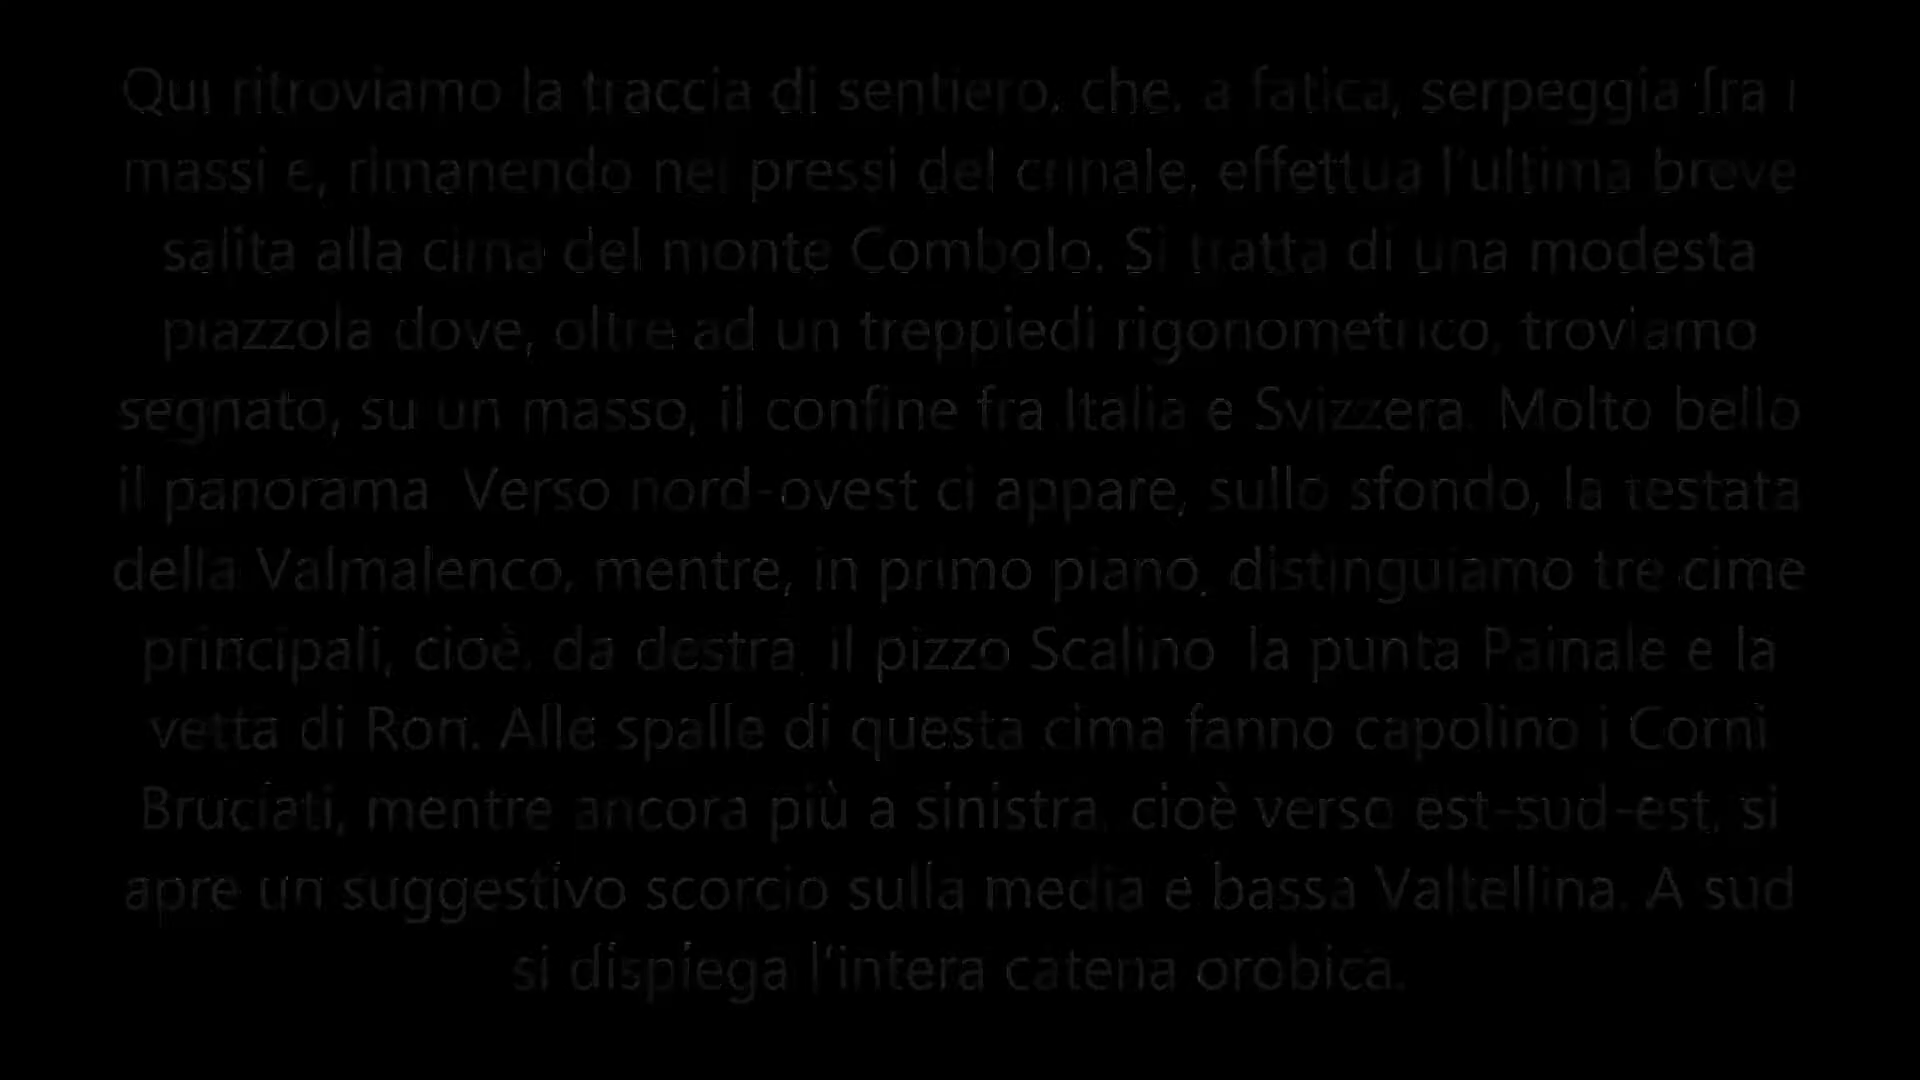 Qui ritroviamo la traccia di sentiero, che, a fatica, serpeggia fra i
massi e, rimanendo nei pressi del crinale, effettua l'ultima breve
salita alla cima del monte Combolo. Si tratta di una modesta
piazzola dove, oltre ad un treppiedi rigonometrico, troviamo
segnato, su un masso, il confine fra Italia e Svizzera. Molto bello
il panorama. Verso nord-ovest ci appare, sullo sfondo, la testata
della Valmalenco, mentre, in primo piano, distinguiamo tre cime
principali, cioè, da destra, il pizzo Scalino, la punta Painale e la
vetta di Ron. Alle spalle di questa cima fanno capolino i Corni
Bruciati, mentre ancora più a sinistra, cioè verso est-sud-est, si
apre un suggestivo scorcio sulla media e bassa Valtellina. A sud
si dispiega l'intera catena orobica.